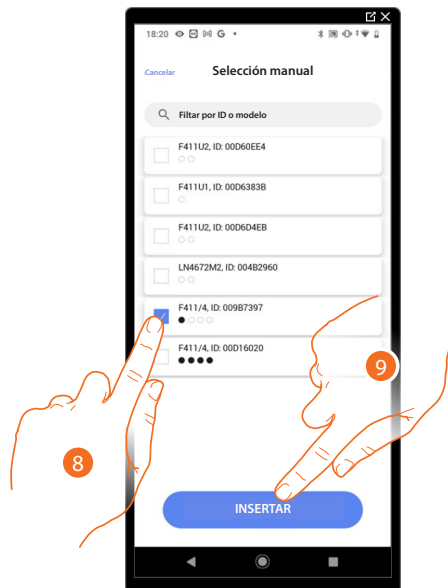 18:20
Cancelar
Selección manual
Filtar por ID o modelo
F411U2, ID: 00D60EE4
F411U1, ID: 00D6383B
F411U2, ID: 00D6D4EB
LN4672M2, ID: 004B2960
F411/4, ID: 009B7397
F411/4, ID: 00D16020
9
8
INSERTAR